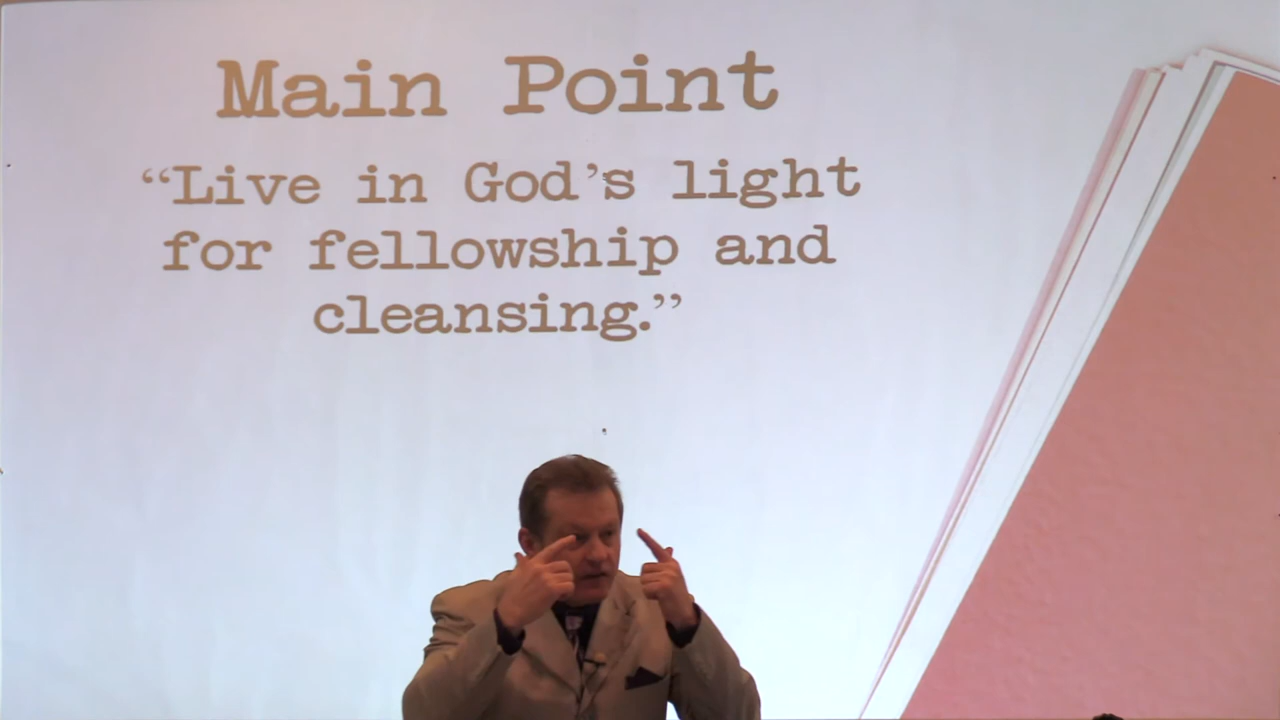 Main Point
“Live in God’s light
for fellowship and
cleansing.”